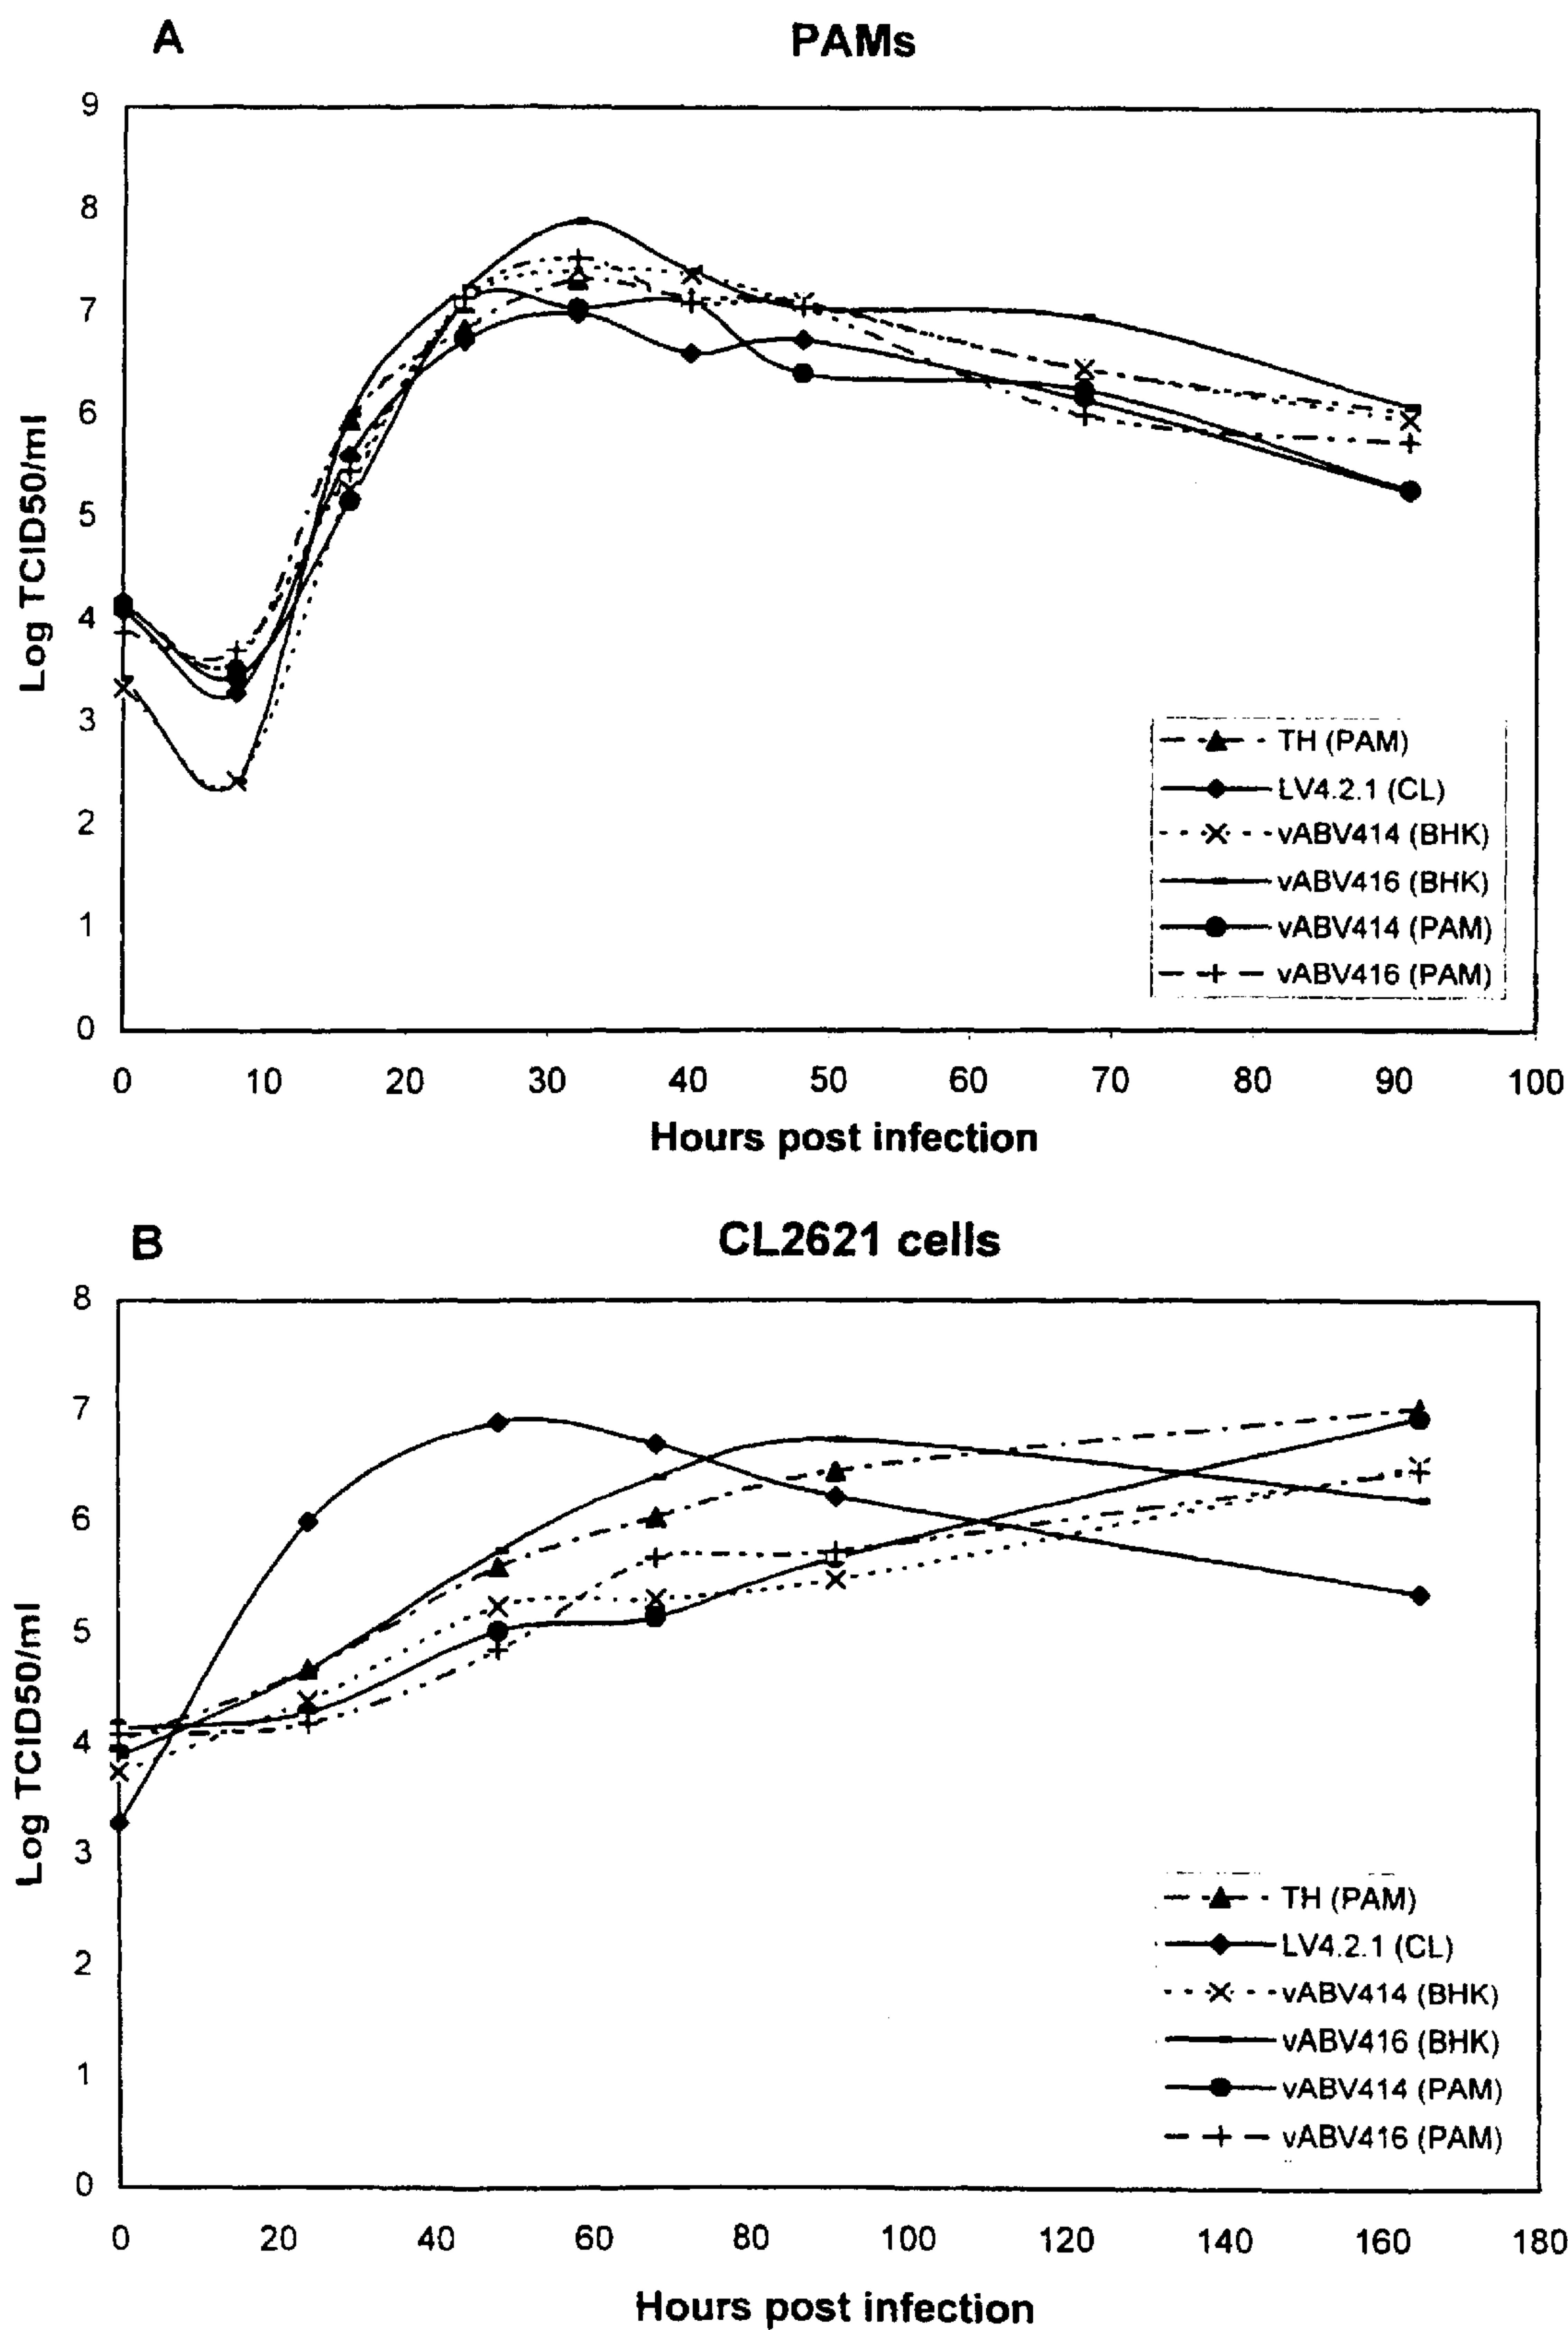 A
PAMs
9
8
7
6
5
4
3
2
1
0
Log TCID50/ml
TH (PAM)
LV4.2.1 (CL)
vABV414 (BHK)
vABV416 (BHK)
vABV414 (PAM)
vABV416 (PAM)
0 10 20 30 40 50 60 70 80 90 100
Hours post infection
B
CL2621 cells
8
7
6
5
4
3
2
1
0
Log TCID50/ml
TH (PAM)
LV4.2.1 (CL)
vABV414 (BHK)
vABV416 (BHK)
vABV414 (PAM)
vABV416 (PAM)
0 20 40 60 80 100 120 140 160 180
Hours post infection